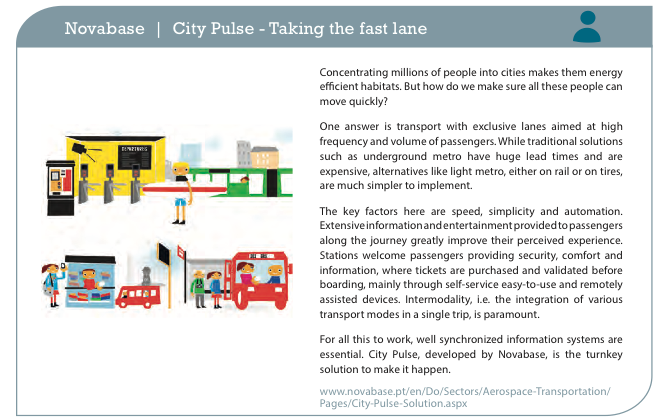 Novabase | City Pulse - Taking the fast lane
DEPARTURES
Concentrating millions of people into cities makes them energy
efficient habitats. But how do we make sure all these people can
move quickly?
One answer is transport with exclusive lanes aimed at high
frequency and volume of passengers. While traditional solutions
such as underground metro have huge lead times and are
expensive, alternatives like light metro, either on rail or on tires,
are much simpler to implement.
The key factors here are speed, simplicity and automation.
Extensive information and entertainment provided to passengers
along the journey greatly improve their perceived experience.
Stations welcome passengers providing security, comfort and
information, where tickets are purchased and validated before
boarding, mainly through self-service easy-to-use and remotely
assisted devices. Intermodality, i.e. the integration of various
transport modes in a single trip, is paramount.
For all this to work, well synchronized information systems are
essential. City Pulse, developed by Novabase, is the turnkey
solution to make it happen.
www.novabase.pt/en/Do/Sectors/Aerospace-Transportation/
Pages/City-Pulse-Solution.aspx